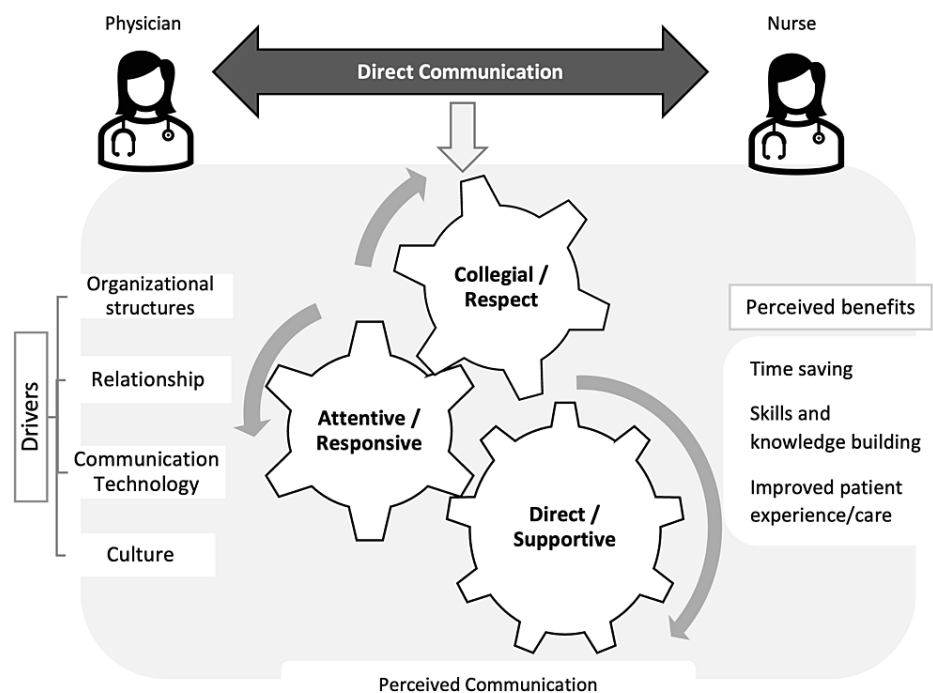 Physician
Nurse
Direct Communication
Collegial /
Respect
Attentive /
Responsive
Direct /
Supportive
Drivers
Organizational
structures
Relationship
Communication
Technology
Culture
Perceived benefits
Time saving
Skills and
knowledge building
Improved patient
experience/care
Perceived Communication